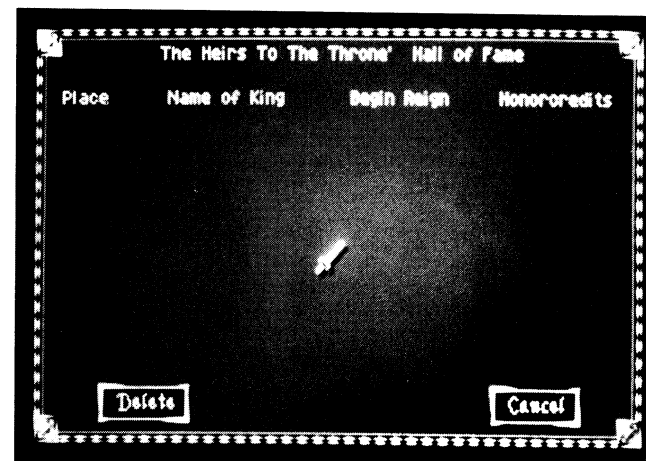 The Heirs To The Throne' Hall of Fame
Place Name of King Begin Reign Honorcredits
Delete Cancel